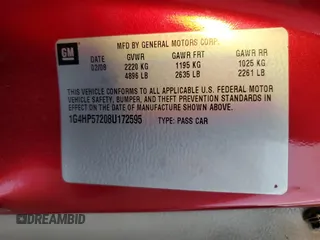 GM
MFD BY GENERAL MOTORS CORP
DATE GVWR GAWR FRT GAWR RR
02/08 2220 KG 1195 KG 1025 KG
4896 LB 2635 LB 2261 LB
THIS VEHICLE CONFORMS TO ALL APPLICABLE U.S. FEDERAL MOTOR
VEHICLE SAFETY, BUMPER, AND THEFT PREVENTION STANDARDS IN
EFFECT ON THE DATE OF MANUFACTURE SHOWN ABOVE.
1G4HP57208U172595 TYPE: PASS CAR
DREAMBID